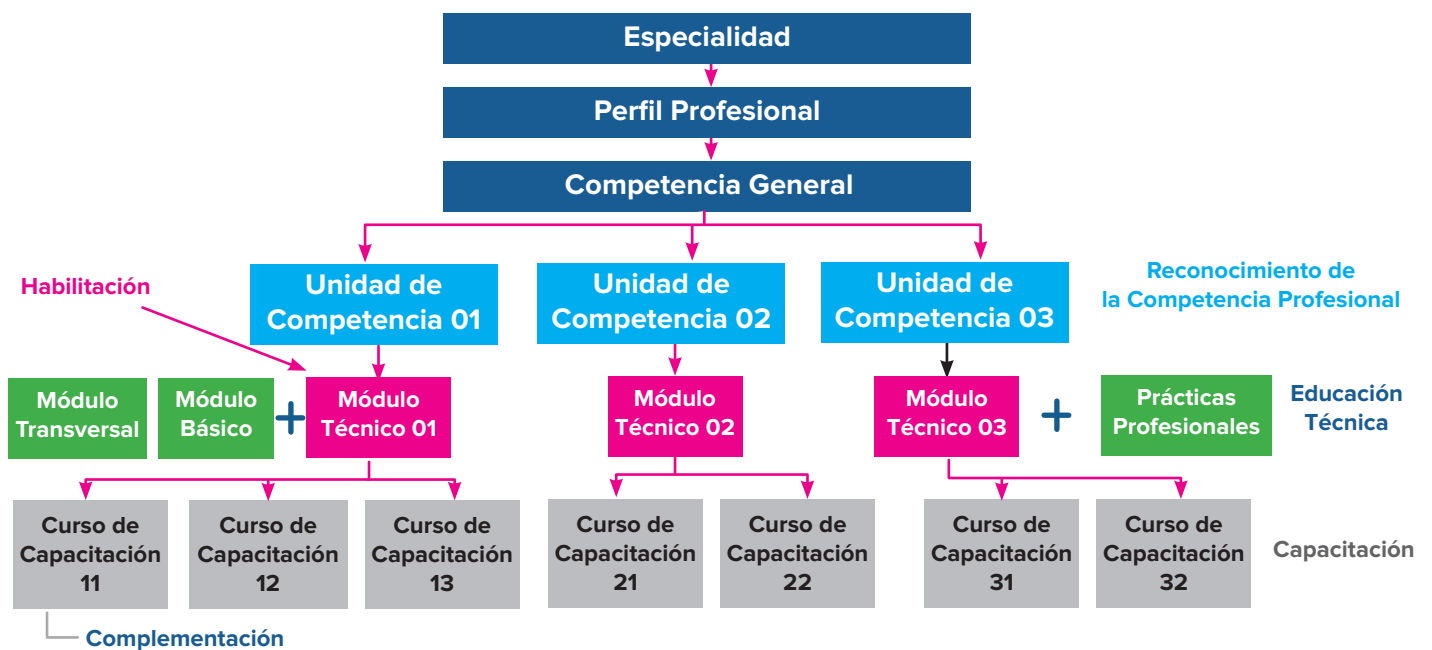 Especialidad
Perfil Profesional
Competencia General
Habilitación
Unidad de
Competencia 01
Unidad de
Competencia 02
Unidad de
Competencia 03
Reconocimiento de
la Competencia Profesional
Módulo
Transversal
Módulo
Básico
+
Módulo
Técnico 01
Módulo
Técnico 02
Módulo
Técnico 03
+
Prácticas
Profesionales
Educación
Técnica
Curso de
Capacitación
11
Curso de
Capacitación
12
Curso de
Capacitación
13
Curso de
Capacitación
21
Curso de
Capacitación
22
Curso de
Capacitación
31
Curso de
Capacitación
32
Capacitación
Complementación